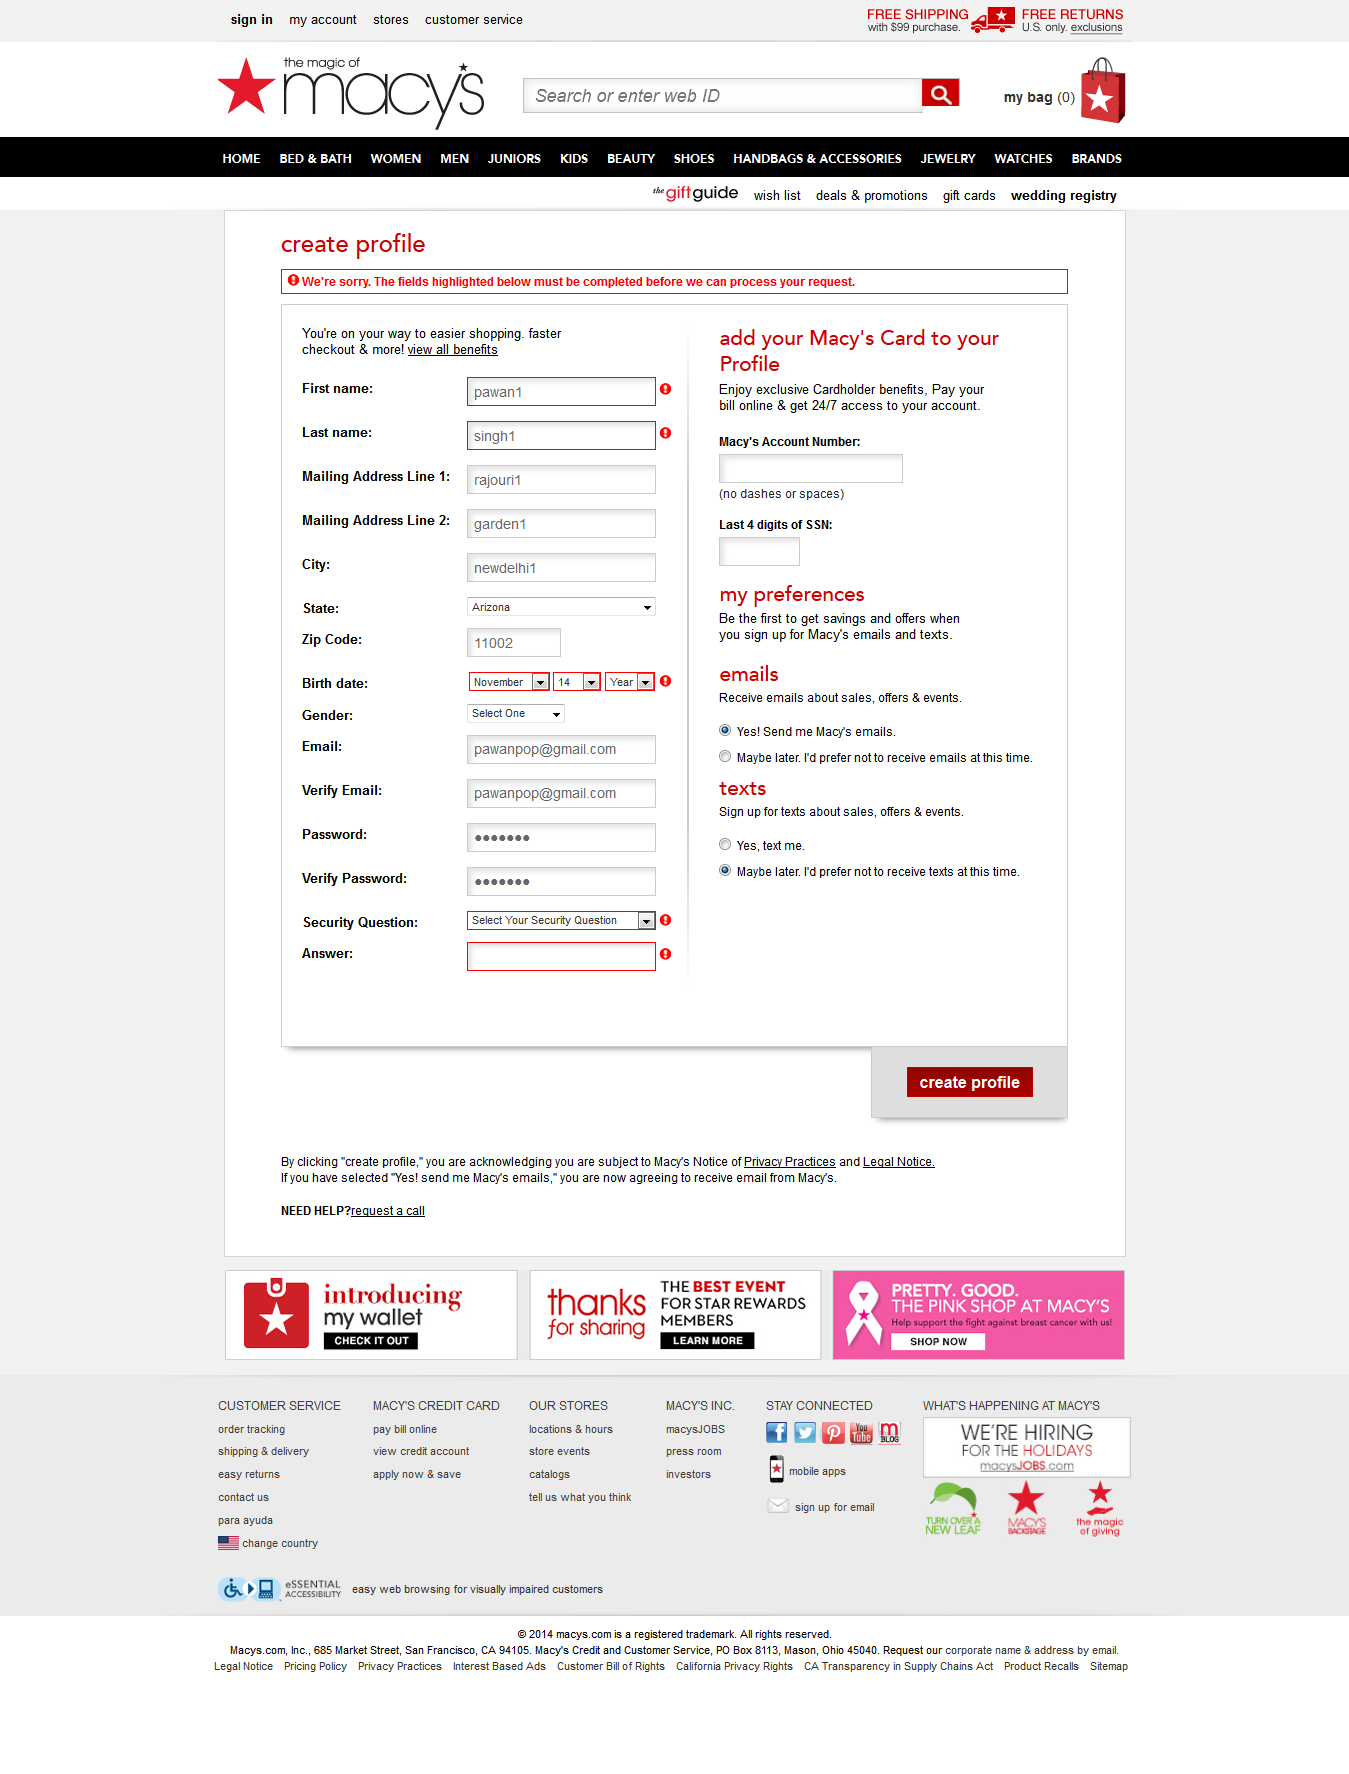 sign in my account stores customer service
FREE SHIPPING with $99 purchase. FREE RETURNS U.S. only. exclusions
the magic of
macy's
Search or enter web ID
my bag (0)
HOME BED & BATH WOMEN MEN JUNIORS KIDS BEAUTY SHOES HANDBAGS & ACCESSORIES JEWELRY WATCHES BRANDS
the gift guide wish list deals & promotions gift cards wedding registry
create profile
We're sorry. The fields highlighted below must be completed before we can process your request.
You're on your way to easier shopping. faster
checkout & more! view all benefits
First name: pawan1
Last name: singh1
Mailing Address Line 1: rajouri1
Mailing Address Line 2: garden1
City: newdelhi1
State: Arizona
Zip Code: 11002
Birth date: November 14 Year
Gender: Select One
Email: pawanpop@gmail.com
Verify Email: pawanpop@gmail.com
Password: •••••••
Verify Password: •••••••
Security Question: Select Your Security Question
Answer:
add your Macy's Card to your
Profile
Enjoy exclusive Cardholder benefits, Pay your
bill online & get 24/7 access to your account.
Macy's Account Number:
(no dashes or spaces)
Last 4 digits of SSN:
my preferences
Be the first to get savings and offers when
you sign up for Macy's emails and texts.
emails
Receive emails about sales, offers & events.
Yes! Send me Macy's emails.
Maybe later. I'd prefer not to receive emails at this time.
texts
Sign up for texts about sales, offers & events.
Yes, text me.
Maybe later. I'd prefer not to receive texts at this time.
create profile
By clicking "create profile," you are acknowledging you are subject to Macy's Notice of Privacy Practices and Legal Notice.
If you have selected "Yes! send me Macy's emails," you are now agreeing to receive email from Macy's.
NEED HELP?request a call
introducing
my wallet
CHECK IT OUT
thanks
for sharing
THE BEST EVENT
FOR STAR REWARDS
MEMBERS
LEARN MORE
PRETTY. GOOD.
THE PINK SHOP AT MACY'S
Help support the fight against breast cancer with us!
SHOP NOW
CUSTOMER SERVICE
order tracking
shipping & delivery
easy returns
contact us
para ayuda
change country
MACY'S CREDIT CARD
pay bill online
view credit account
apply now & save
OUR STORES
locations & hours
store events
catalogs
tell us what you think
MACY'S INC.
macysJOBS
press room
investors
STAY CONNECTED
f You Tube m BLOG
mobile apps
sign up for email
WHAT'S HAPPENING AT MACY'S
WE'RE HIRING
FOR THE HOLIDAYS
macysJOBS.com
TURN OVER A
NEW LEAF
MACYS
BACKSTAGE
the magic
of giving
eSSENTIAL
ACCESSIBILITY
easy web browsing for visually impaired customers
© 2014 macys.com is a registered trademark. All rights reserved.
Macys.com, Inc., 685 Market Street, San Francisco, CA 94105. Macy's Credit and Customer Service, PO Box 8113, Mason, Ohio 45040. Request our corporate name & address by email.
Legal Notice Pricing Policy Privacy Practices Interest Based Ads Customer Bill of Rights California Privacy Rights CA Transparency in Supply Chains Act Product Recalls Sitemap